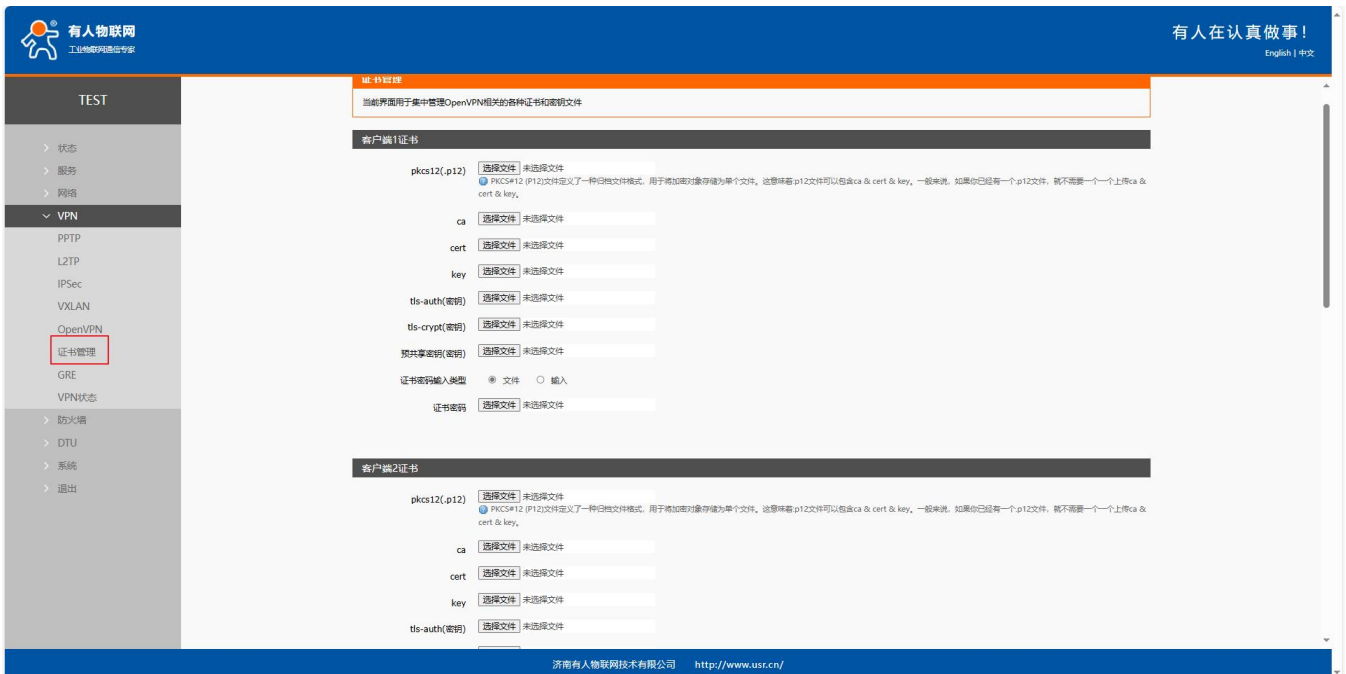 有人物联网
工业物联网通信专家
有人在认真做事！
English | 中文
TEST
状态
服务
网络
VPN
PPTP
L2TP
IPSec
VXLAN
OpenVPN
证书管理
GRE
VPN状态
防火墙
DTU
系统
退出
证书管理
当前界面用于集中管理OpenVPN相关的各种证书和密钥文件
客户端1证书
pkcs12(.p12) 选择文件 未选择文件
PKCS#12 (P12)文件定义了一种归档文件格式，用于将加密对象存储为单个文件。这意味着p12文件可以包含ca & cert & key。一般来说，如果你已经有一个.p12文件，就不需要一个一个上传ca &
cert & key。
ca 选择文件 未选择文件
cert 选择文件 未选择文件
key 选择文件 未选择文件
tls-auth(密钥) 选择文件 未选择文件
tls-crypt(密钥) 选择文件 未选择文件
预共享密钥(密钥) 选择文件 未选择文件
证书密码输入类型 文件 输入
证书密码 选择文件 未选择文件
客户端2证书
pkcs12(.p12) 选择文件 未选择文件
PKCS#12 (P12)文件定义了一种归档文件格式，用于将加密对象存储为单个文件。这意味着p12文件可以包含ca & cert & key。一般来说，如果你已经有一个.p12文件，就不需要一个一个上传ca &
cert & key。
ca 选择文件 未选择文件
cert 选择文件 未选择文件
key 选择文件 未选择文件
tls-auth(密钥) 选择文件 未选择文件
济南有人物联网技术有限公司 http://www.usr.cn/